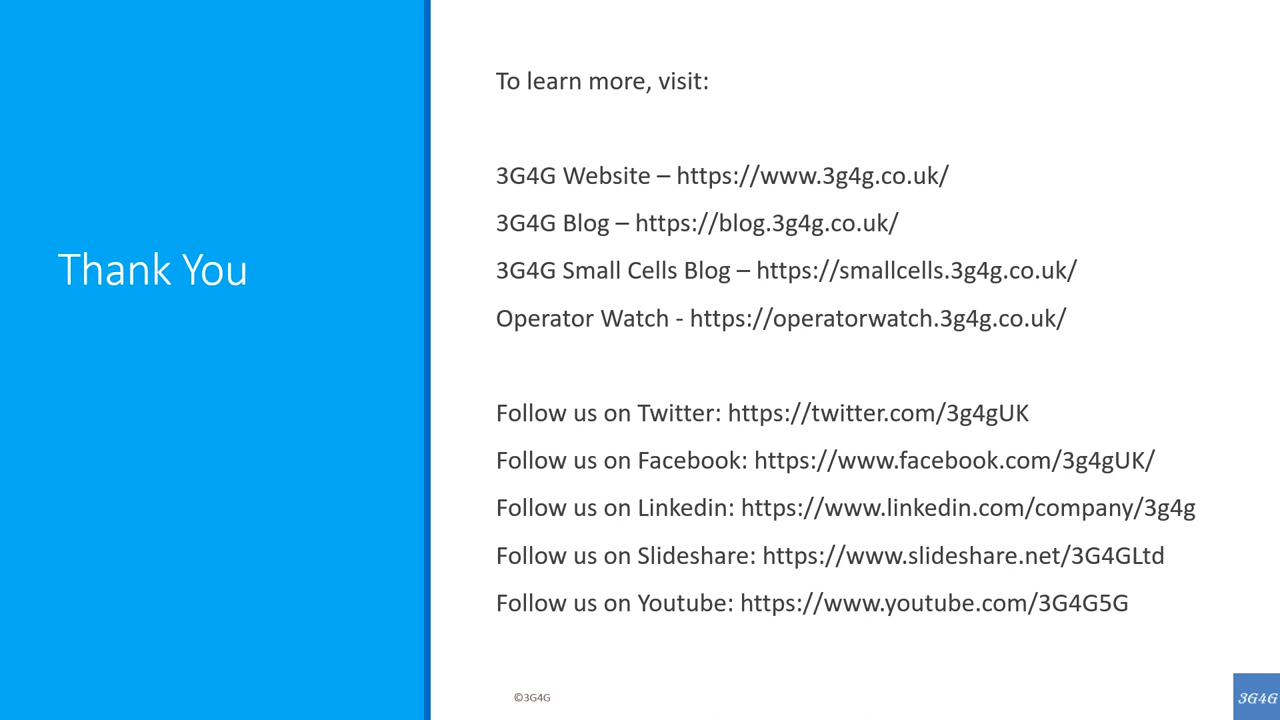 Thank You
To learn more, visit:
3G4G Website – https://www.3g4g.co.uk/
3G4G Blog – https://blog.3g4g.co.uk/
3G4G Small Cells Blog – https://smallcells.3g4g.co.uk/
Operator Watch - https://operatorwatch.3g4g.co.uk/
Follow us on Twitter: https://twitter.com/3g4gUK
Follow us on Facebook: https://www.facebook.com/3g4gUK/
Follow us on Linkedin: https://www.linkedin.com/company/3g4g
Follow us on Slideshare: https://www.slideshare.net/3G4GLtd
Follow us on Youtube: https://www.youtube.com/3G4G5G
©3G4G
3G4G